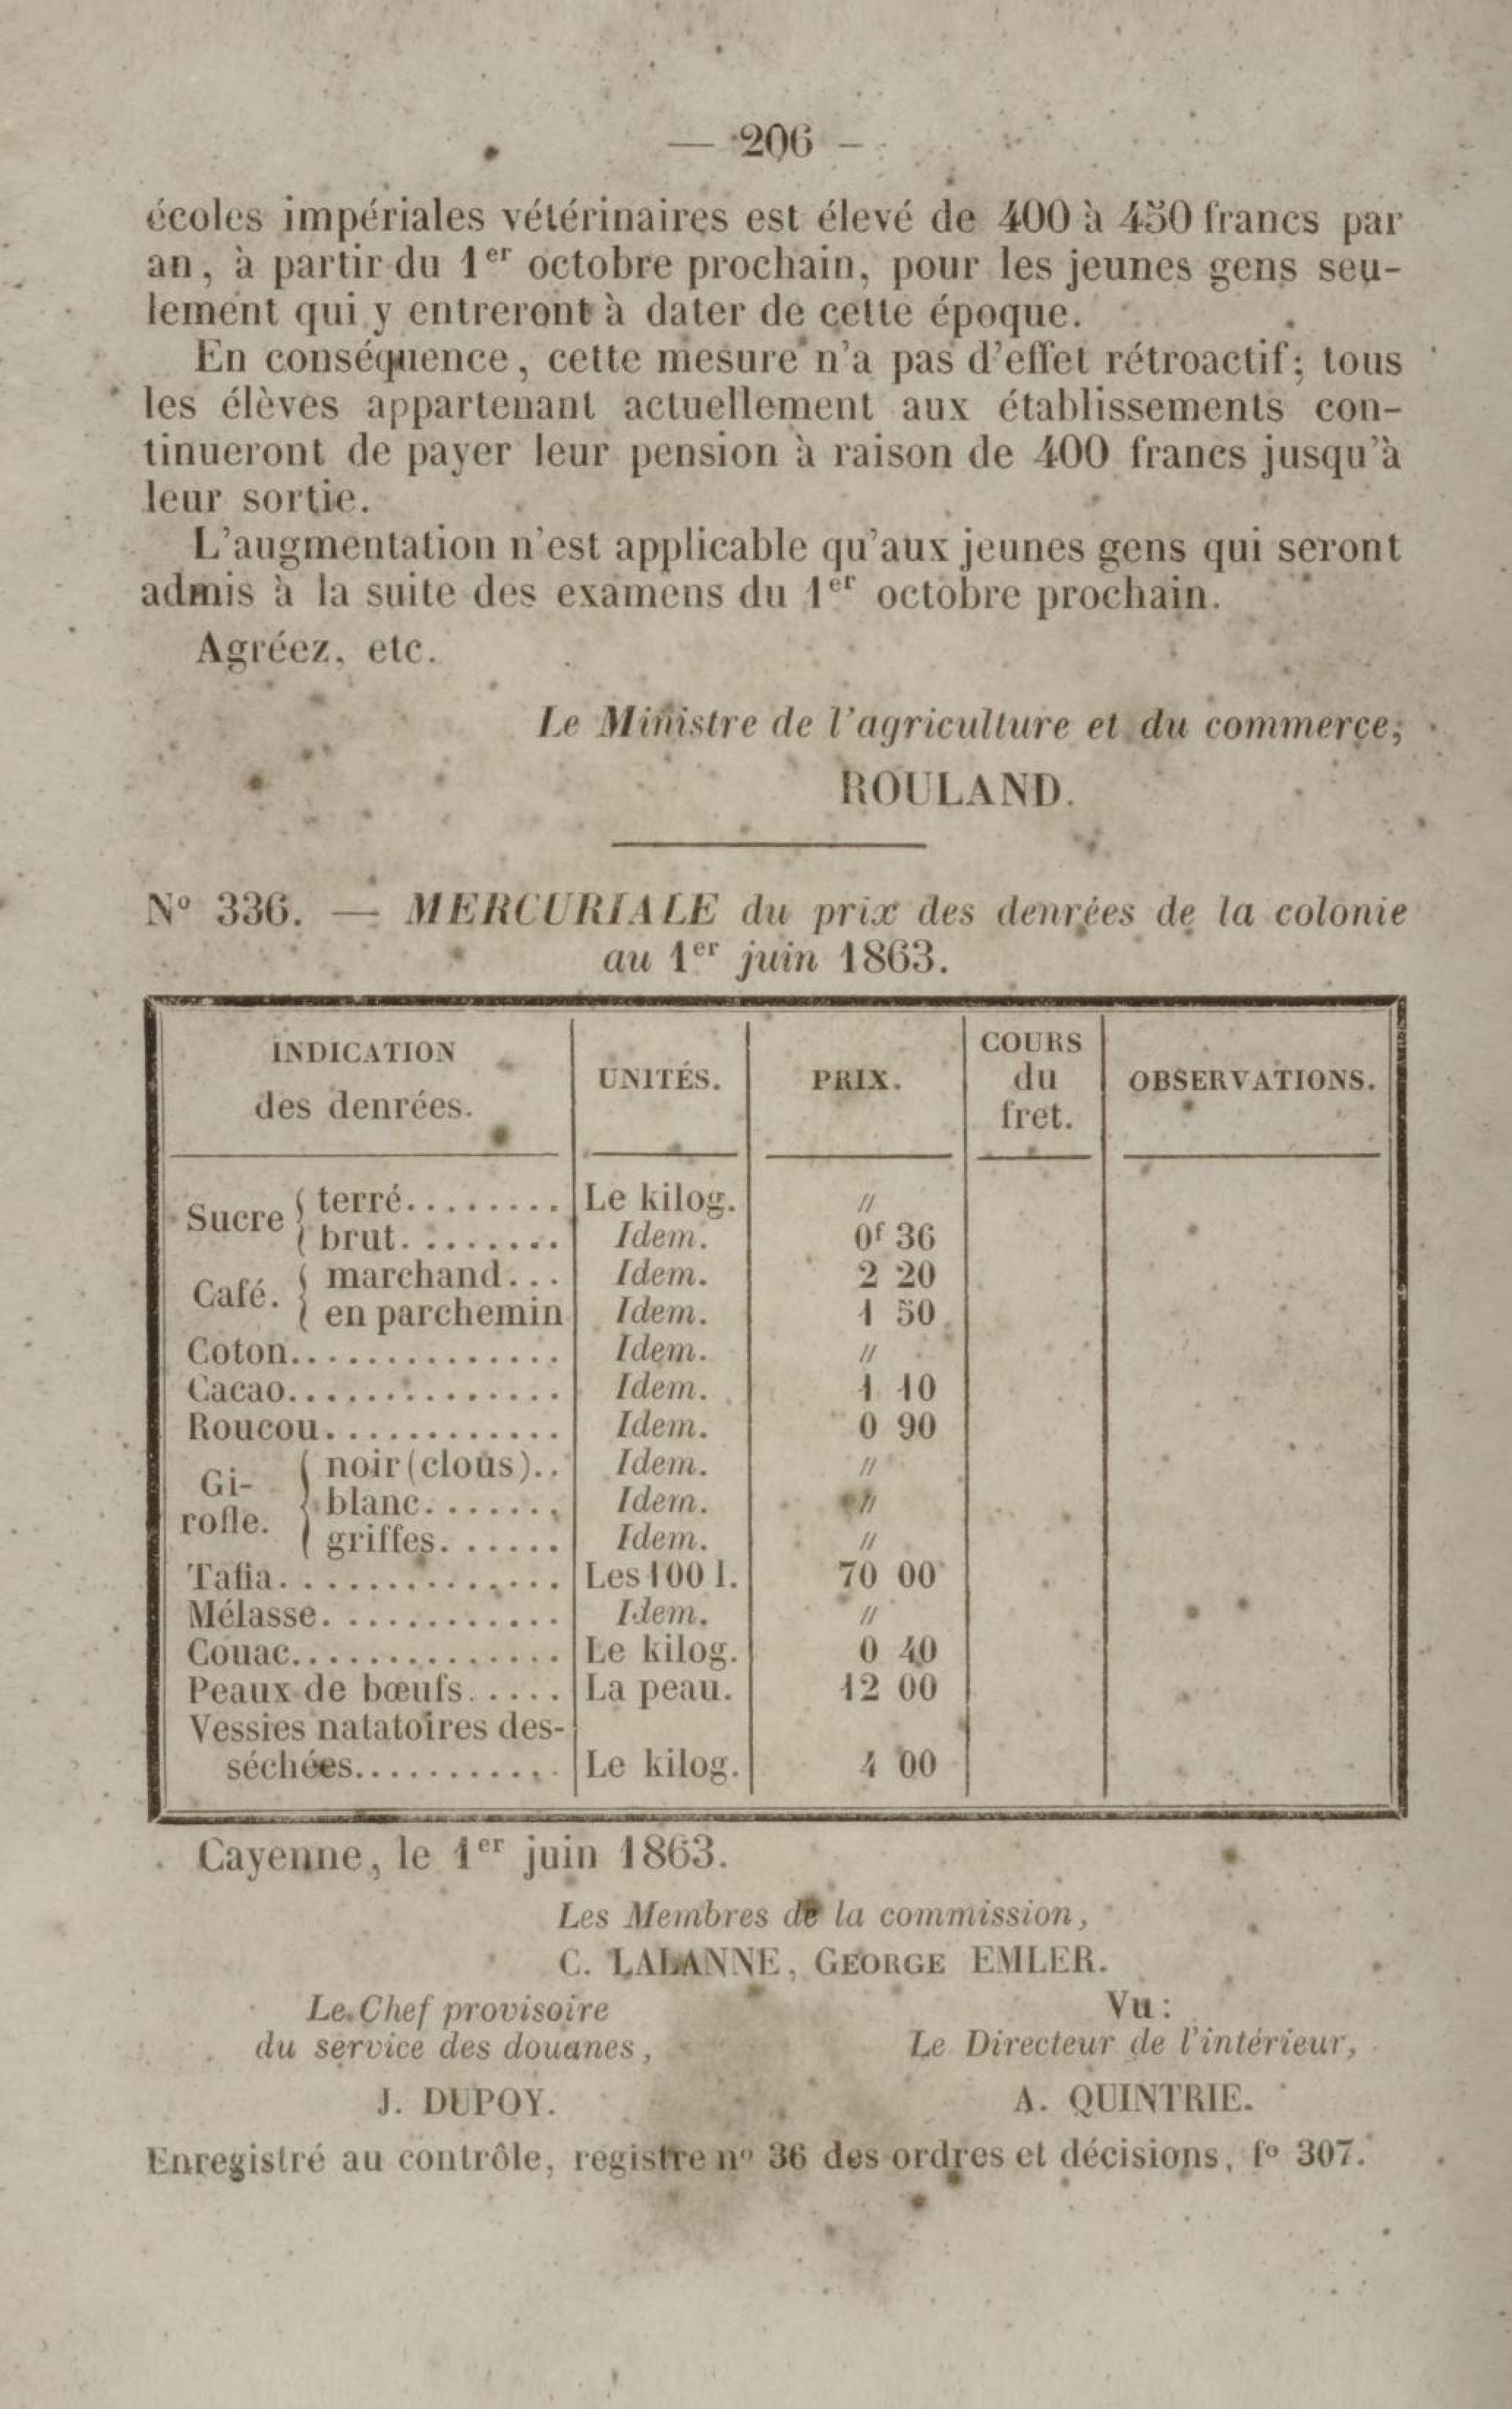 — 206 —
écoles impériales vétérinaires est élevé de 400 à 450 francs par
an, à partir du 1er octobre prochain, pour les jeunes gens seu-
lement qui y entreront à dater de cette époque.
En conséquence, cette mesure n'a pas d'effet rétroactif; tous
les élèves appartenant actuellement aux établissements con-
tinueront de payer leur pension à raison de 400 francs jusqu'à
leur sortie.
L'augmentation n'est applicable qu'aux jeunes gens qui seront
admis à la suite des examens du 1er octobre prochain.
Agréez, etc.
Le Ministre de l'agriculture et du commerce,
ROULAND.
N° 336. — MERCURIALE du prix des denrées de la colonie
au 1er juin 1863.
INDICATION des denrées. UNITÉS. PRIX. COURS du fret. OBSERVATIONS.
Sucre { terré........ Le kilog. //
{ brut......... Idem. 0f 36
Café. { marchand... Idem. 2 20
{ en parchemin Idem. 1 50
Coton............... Idem. //
Cacao............... Idem. 1 10
Roucou............. Idem. 0 90
Gi-rofle. { noir (clous).. Idem. //
{ blanc....... Idem. //
{ griffes...... Idem. //
Tafia............... Les 100 l. 70 00
Mélasse............ Idem. //
Couac.............. Le kilog. 0 40
Peaux de bœufs..... La peau. 12 00
Vessies natatoires des-
séchées........... Le kilog. 4 00
Cayenne, le 1er juin 1863.
Les Membres de la commission,
C. LALANNE, GEORGE EMLER.
Le Chef provisoire
du service des douanes,
J. DUPOY.
Vu:
Le Directeur de l'intérieur,
A. QUINTRIE.
Enregistré au contrôle, registre n° 36 des ordres et décisions, f° 307.